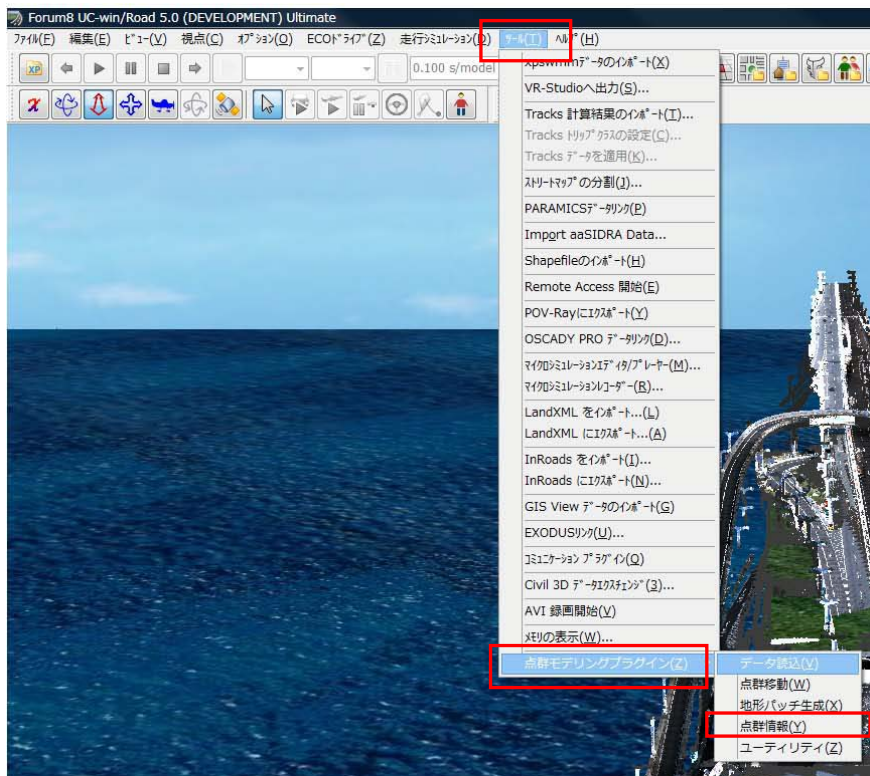 Forum8 UC-win/Road 5.0 (DEVELOPMENT) Ultimate
ファイル(F) 編集(E) ビュー(V) 視点(C) オプション(O) ECOドライブ(Z) 走行シミュレーション(D) ツール(T) ヘルプ(H)
XP 0.100 s/model
xpswmmデータのインポート(X)
VR-Studioへ出力(S)...
Tracks 計算結果のインポート(T)...
Tracks トリップクラスの設定(C)...
Tracks データを適用(K)...
ストリートマップの分割(J)...
PARAMICSデータリンク(P)
Import aaSIDRA Data...
Shapefileのインポート(H)
Remote Access 開始(E)
POV-Rayにエクスポート(Y)
OSCADY PRO データリンク(D)...
マイクロシミュレーションエディタ/プレーヤー(M)...
マイクロシミュレーションレコーダー(R)...
LandXML をインポート...(L)
LandXML にエクスポート...(A)
InRoads をインポート(I)...
InRoads にエクスポート(N)...
GIS View データのインポート(G)
EXODUSリンク(U)...
コミュニケーション プラグイン(Q)
Civil 3D データエクスチェンジ(3)...
AVI 録画開始(V)
メモリの表示(W)...
点群モデリングプラグイン(Z)
データ読込(V)
点群移動(W)
地形パッチ生成(X)
点群情報(Y)
ユーティリティ(Z)